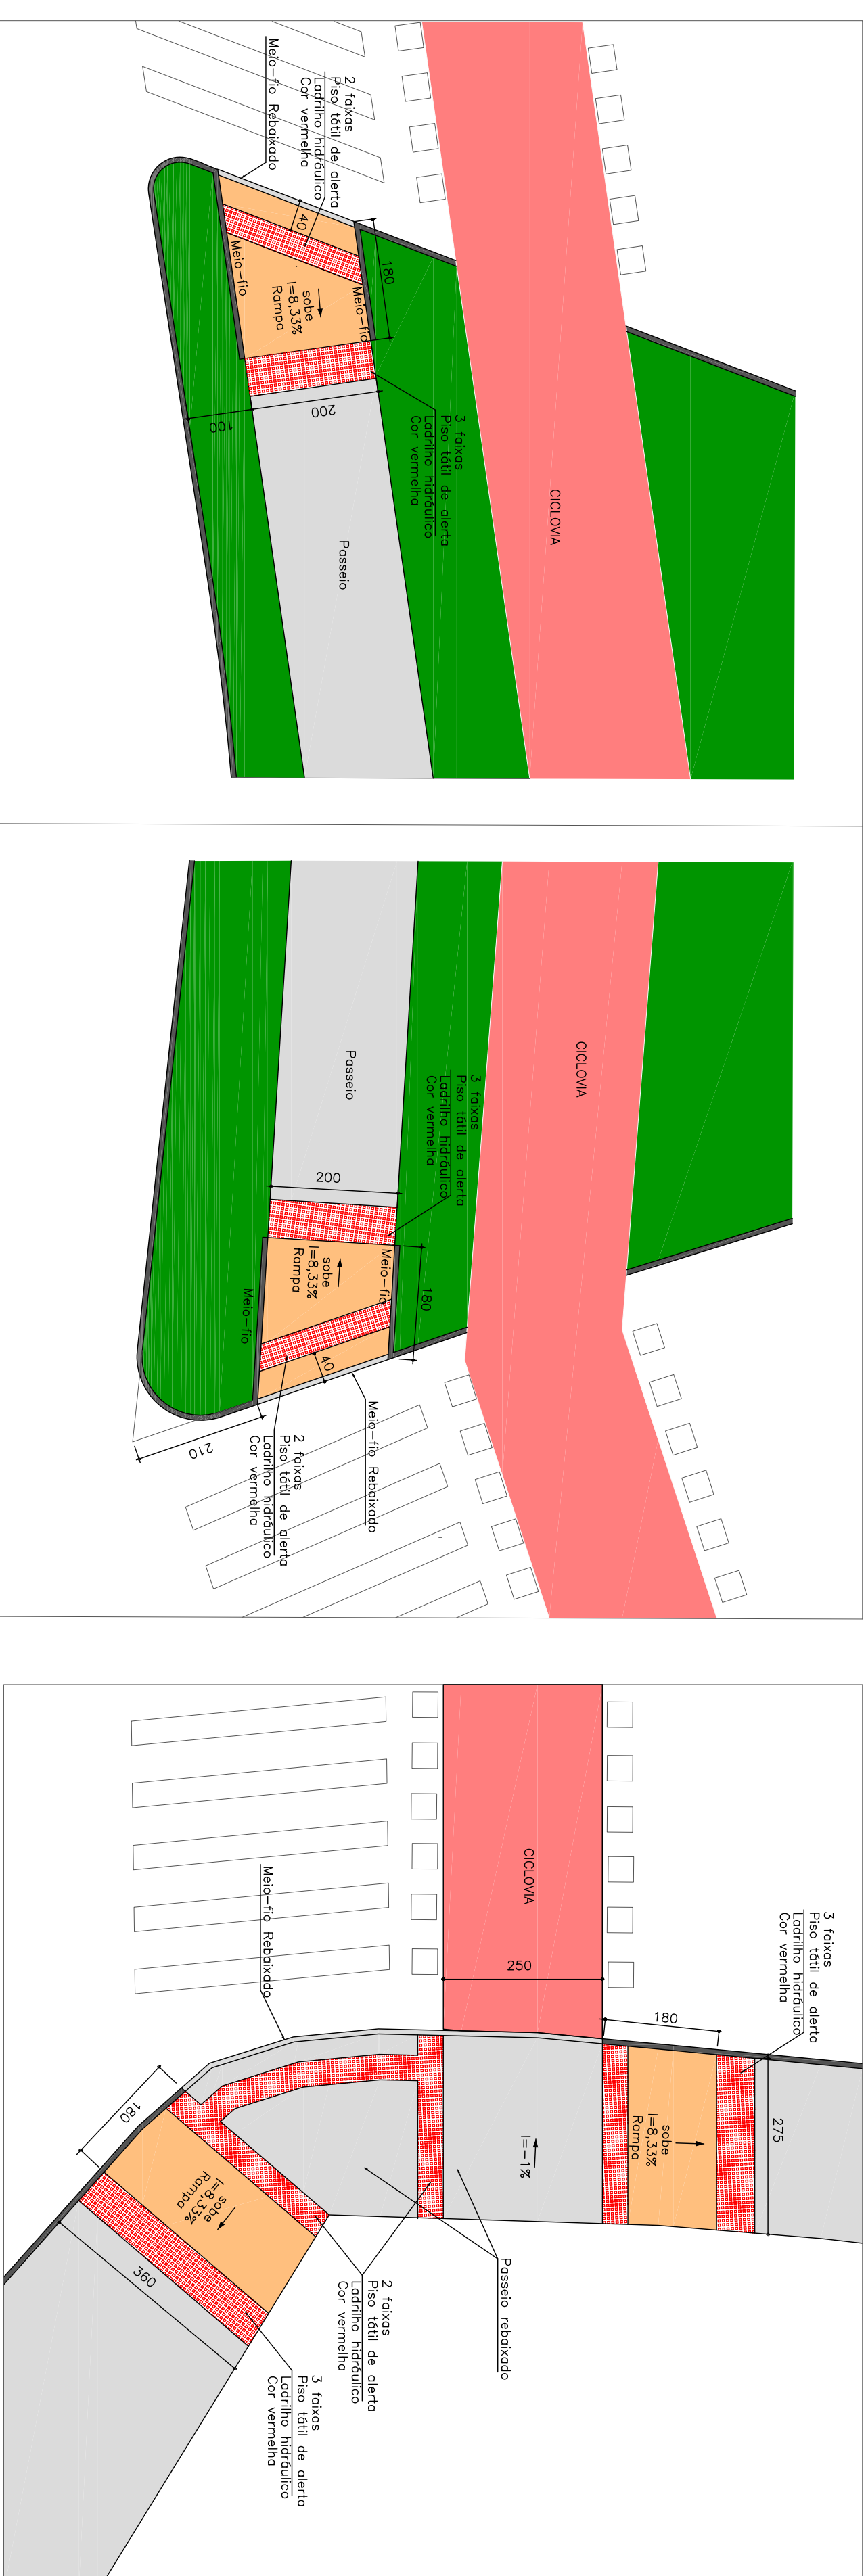 Meio-fio Rebaixado
2 faixas
Piso tátil de alerta
Ladrilho hidráulico
Cor vermelha
40
180
Meio-fio
Meio-fio
sobe
I=8,33%
Rampa
200
100
3 faixas
Piso tátil de alerta
Ladrilho hidráulico
Cor vermelha
CICLOVIA
Passeio
CICLOVIA
Passeio
3 faixas
Piso tátil de alerta
Ladrilho hidráulico
Cor vermelha
200
sobe
I=8,33%
Rampa
Meio-fio
Meio-fio
180
40
210
Meio-fio Rebaixado
2 faixas
Piso tátil de alerta
Ladrilho hidráulico
Cor vermelha
CICLOVIA
Meio-fio Rebaixado
250
3 faixas
Piso tátil de alerta
Ladrilho hidráulico
Cor vermelha
180
275
sobe
I=8,33%
Rampa
I=-1%
180
sobe
I=8,33%
Rampa
360
Passeio rebaixado
2 faixas
Piso tátil de alerta
Ladrilho hidráulico
Cor vermelha
3 faixas
Piso tátil de alerta
Ladrilho hidráulico
Cor vermelha